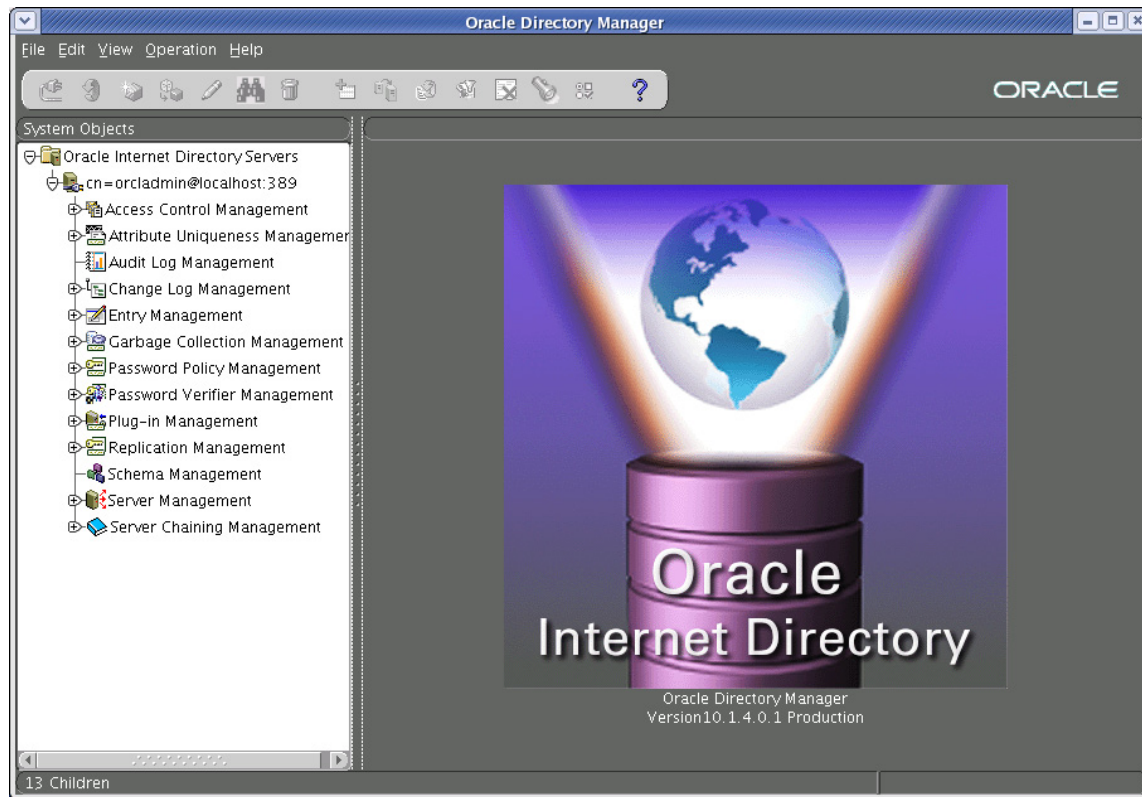 Oracle Directory Manager
File Edit View Operation Help
ORACLE
System Objects
Oracle Internet Directory Servers
cn=orcladmin@localhost:389
Access Control Management
Attribute Uniqueness Managemer
Audit Log Management
Change Log Management
Entry Management
Garbage Collection Management
Password Policy Management
Password Verifier Management
Plug-in Management
Replication Management
Schema Management
Server Management
Server Chaining Management
Oracle
Internet Directory
Oracle Directory Manager
Version10.1.4.0.1 Production
13 Children